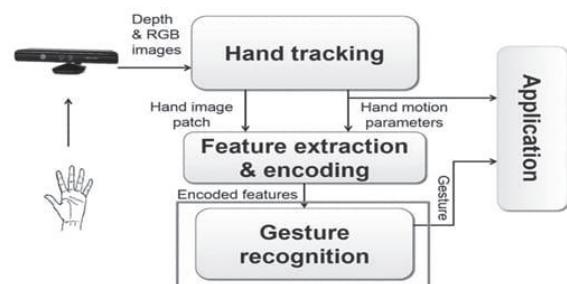 Depth
& RGB
images
Hand tracking
Hand image
patch
Hand motion
parameters
Application
Feature extraction
& encoding
Encoded features
Gesture
Gesture
recognition